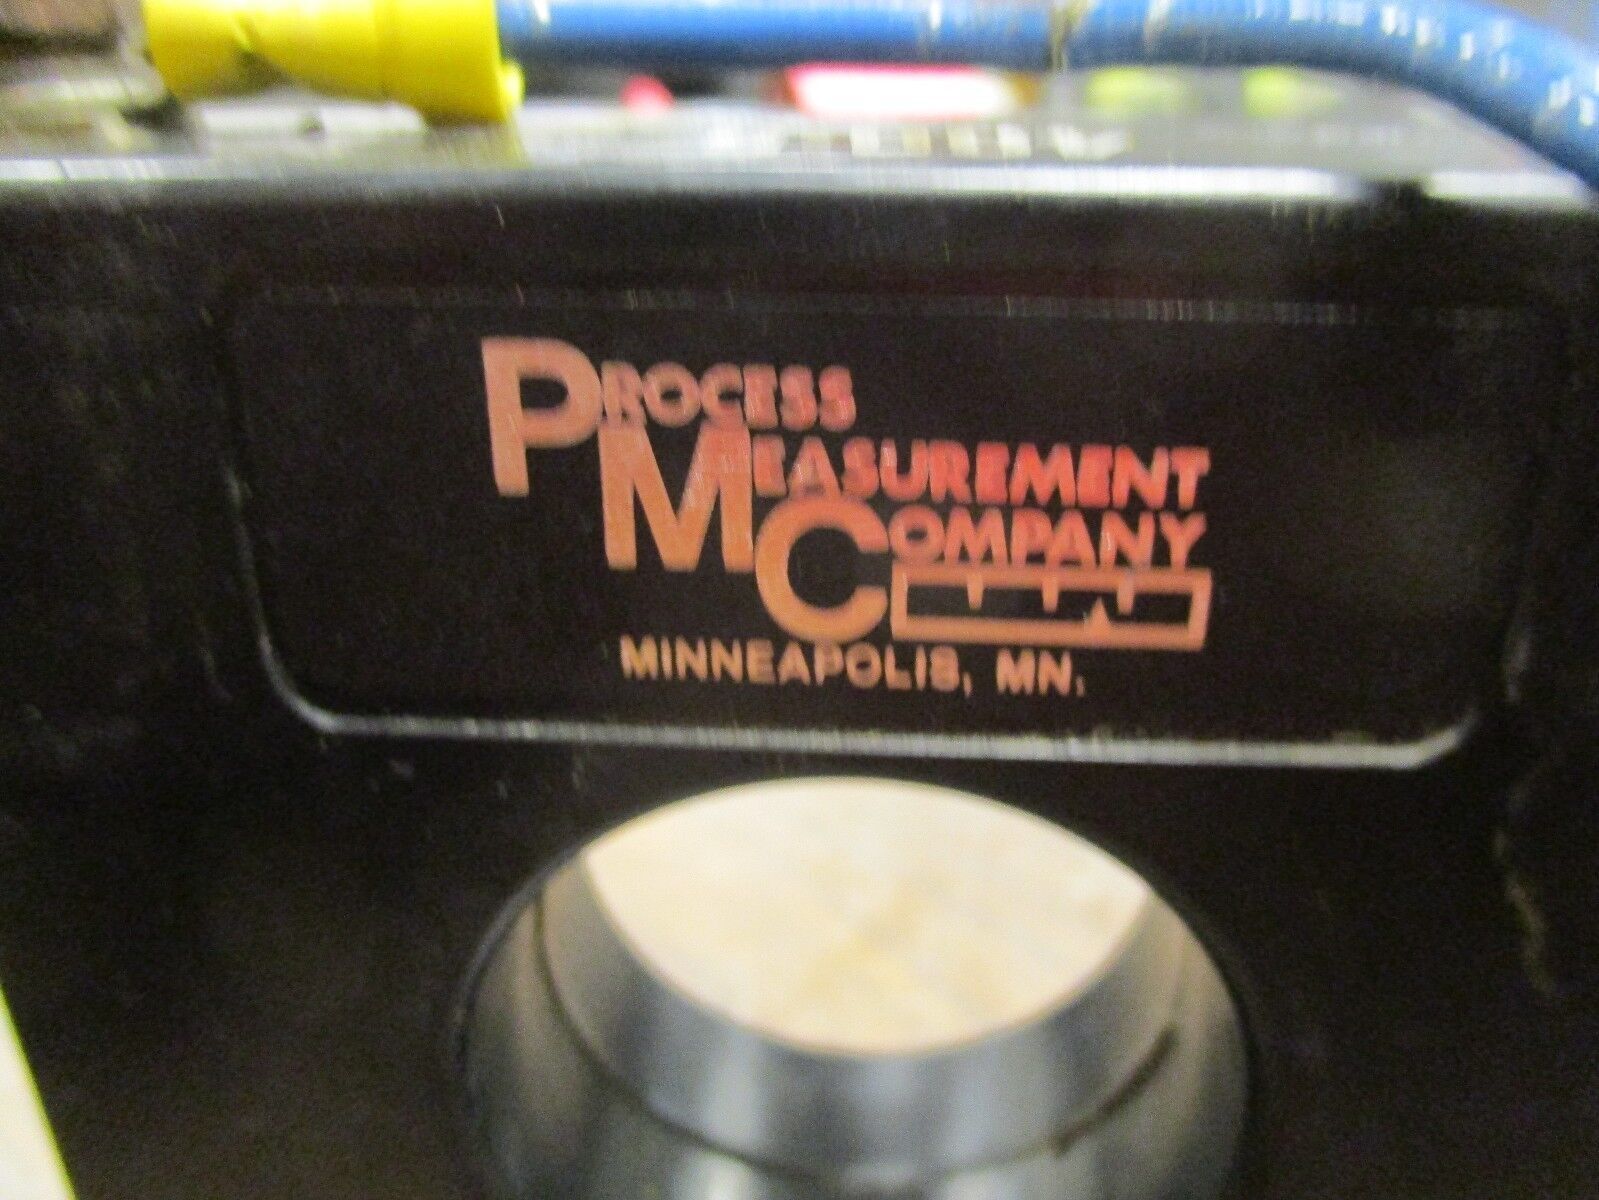 PROCESS
MEASUREMENT
COMPANY
MINNEAPOLIS, MN.